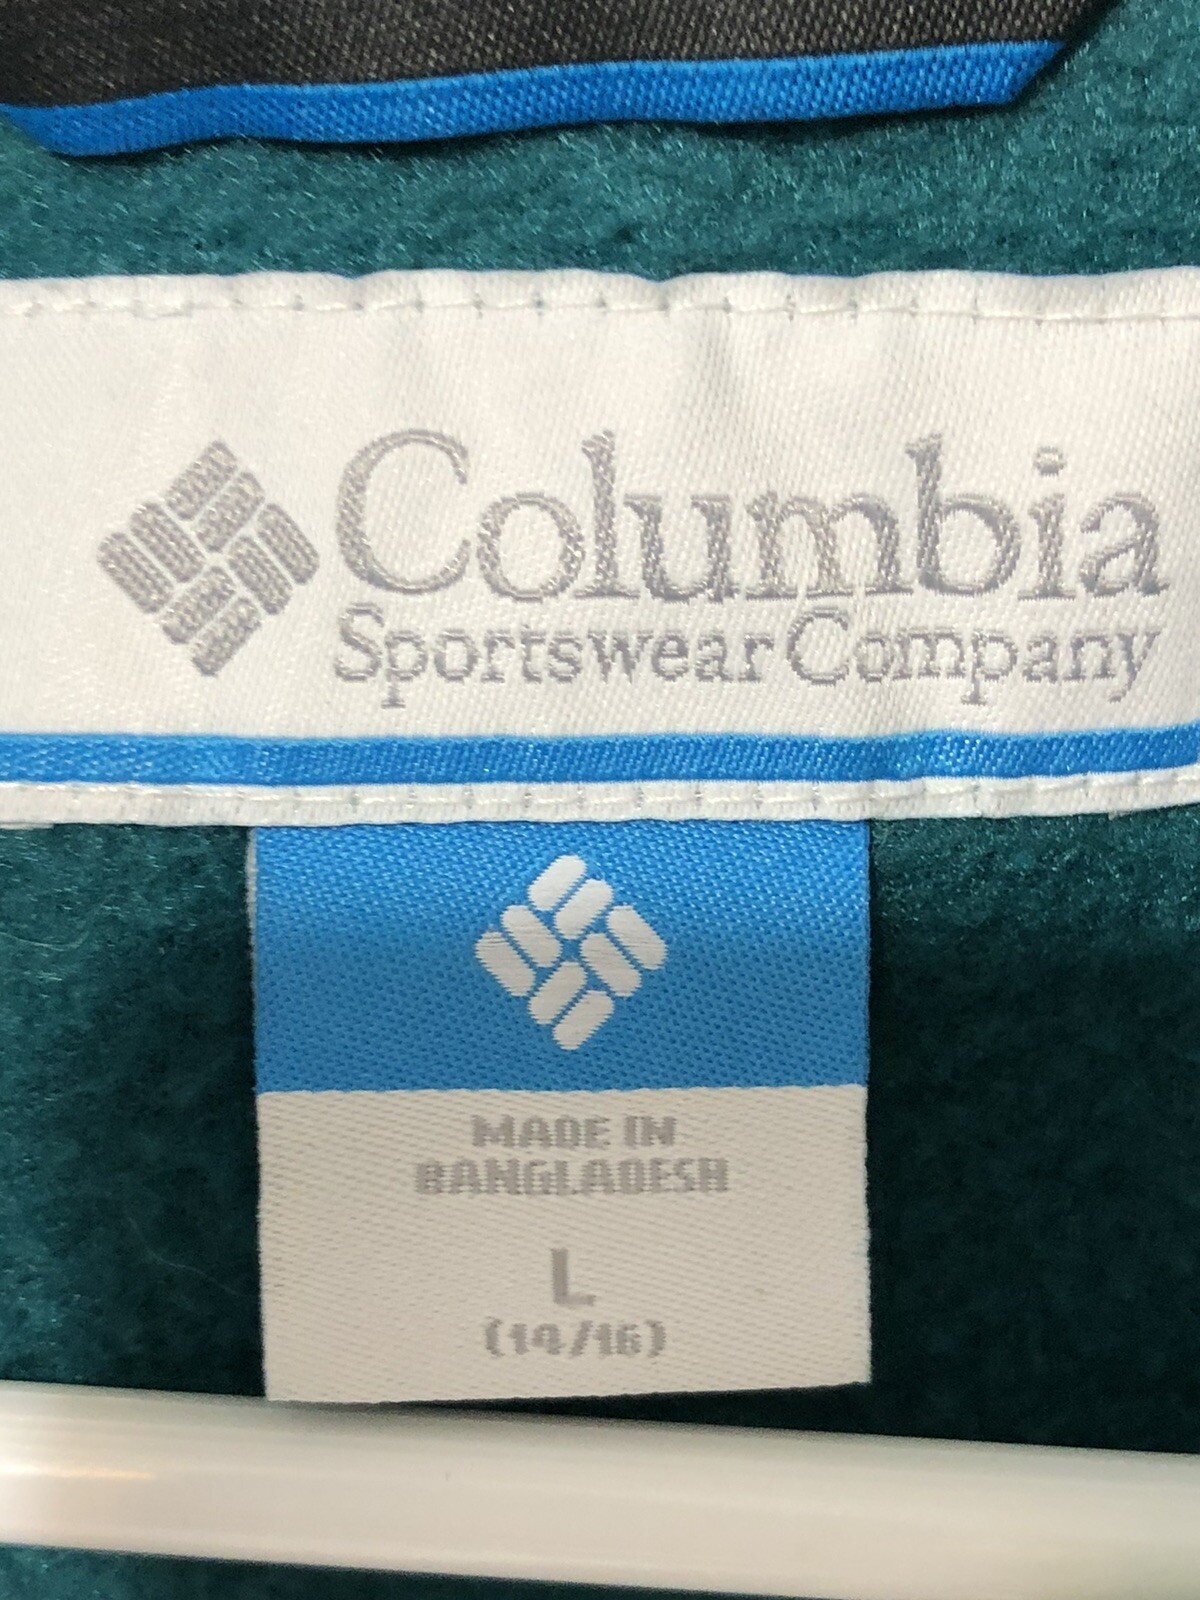 Columbia
Sportswear Company
MADE IN
BANGLADESH
L
(14/16)